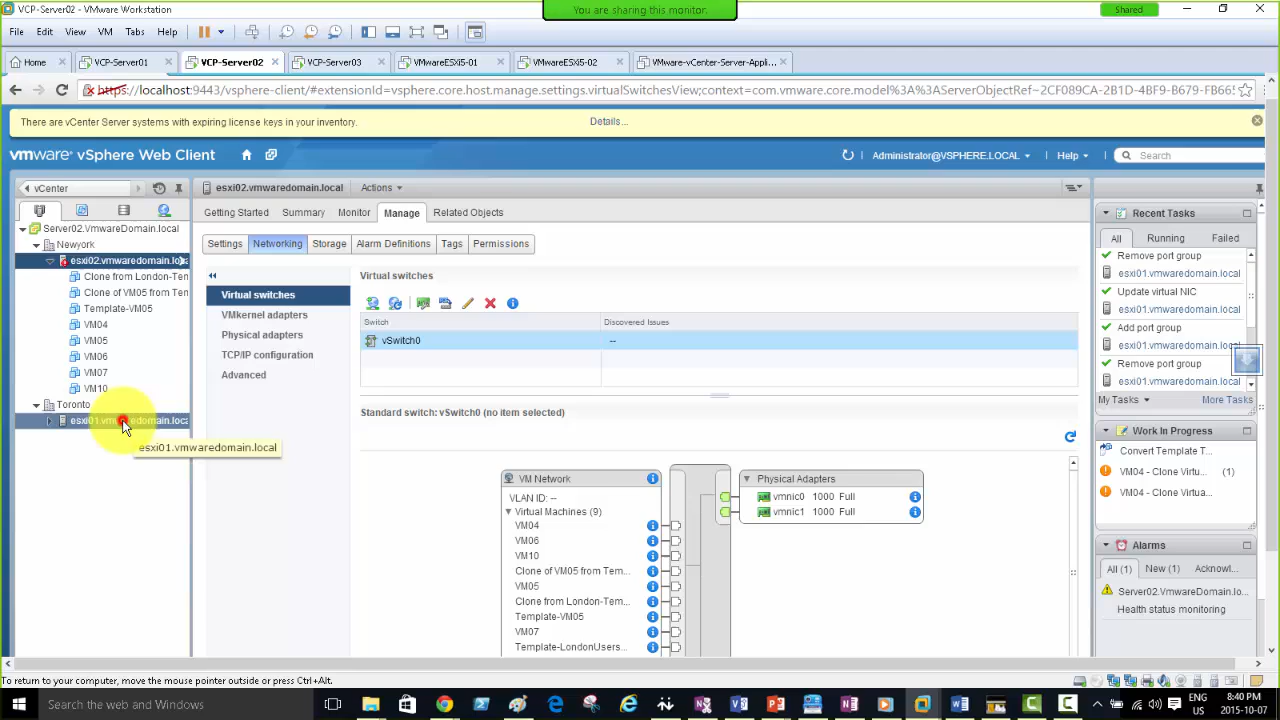 VCP-Server02 - VMware Workstation
You are sharing this monitor.
Shared
File Edit View VM Tabs Help
Home VCP-Server01 VCP-Server02 VCP-Server03 VMwareESXi5-01 VMwareESXi5-02 VMware-vCenter-Server-Appl...
https://localhost:9443/vsphere-client/#extensionId=vsphere.core.host.manage.settings.virtualSwitchesView;context=com.vmware.core.model%3A%3AServerObjectRef~2CF089CA-2B1D-4BF9-B679-FB665
There are vCenter Server systems with expiring license keys in your inventory. Details...
vmware® vSphere Web Client
Administrator@VSPHERE.LOCAL Help Search
vCenter
esxi02.vmwaredomain.local Actions
Getting Started Summary Monitor Manage Related Objects
Settings Networking Storage Alarm Definitions Tags Permissions
Server02.VmwareDomain.local
Newyork
esxi02.vmwaredomain.loca
Clone from London-Ten
Clone of VM05 from Ten
Template-VM05
VM04
VM05
VM06
VM07
VM10
Toronto
esxi01.vmwaredomain.loca
esxi01.vmwaredomain.local
Virtual switches
VMkernel adapters
Physical adapters
TCP/IP configuration
Advanced
Virtual switches
Switch Discovered Issues
vSwitch0 --
Standard switch: vSwitch0 (no item selected)
VM Network
VLAN ID: --
Virtual Machines (9)
VM04
VM06
VM10
Clone of VM05 from Tem...
VM05
Clone from London-Tem...
Template-VM05
VM07
Template-LondonUsers...
Physical Adapters
vmnic0 1000 Full
vmnic1 1000 Full
Recent Tasks
All Running Failed
Remove port group
esxi01.vmwaredomain.local
Update virtual NIC
esxi01.vmwaredomain.local
Add port group
esxi01.vmwaredomain.local
Remove port group
esxi01.vmwaredomain.local
My Tasks More Tasks
Work In Progress
Convert Template T...
VM04 - Clone Virtu... (1)
VM04 - Clone Virtua...
Alarms
All (1) New (1) Acknowl...
Server02.VmwareDomain.lo...
Health status monitoring
To return to your computer, move the mouse pointer outside or press Ctrl+Alt.
Search the web and Windows
ENG
US
8:40 PM
2015-10-07